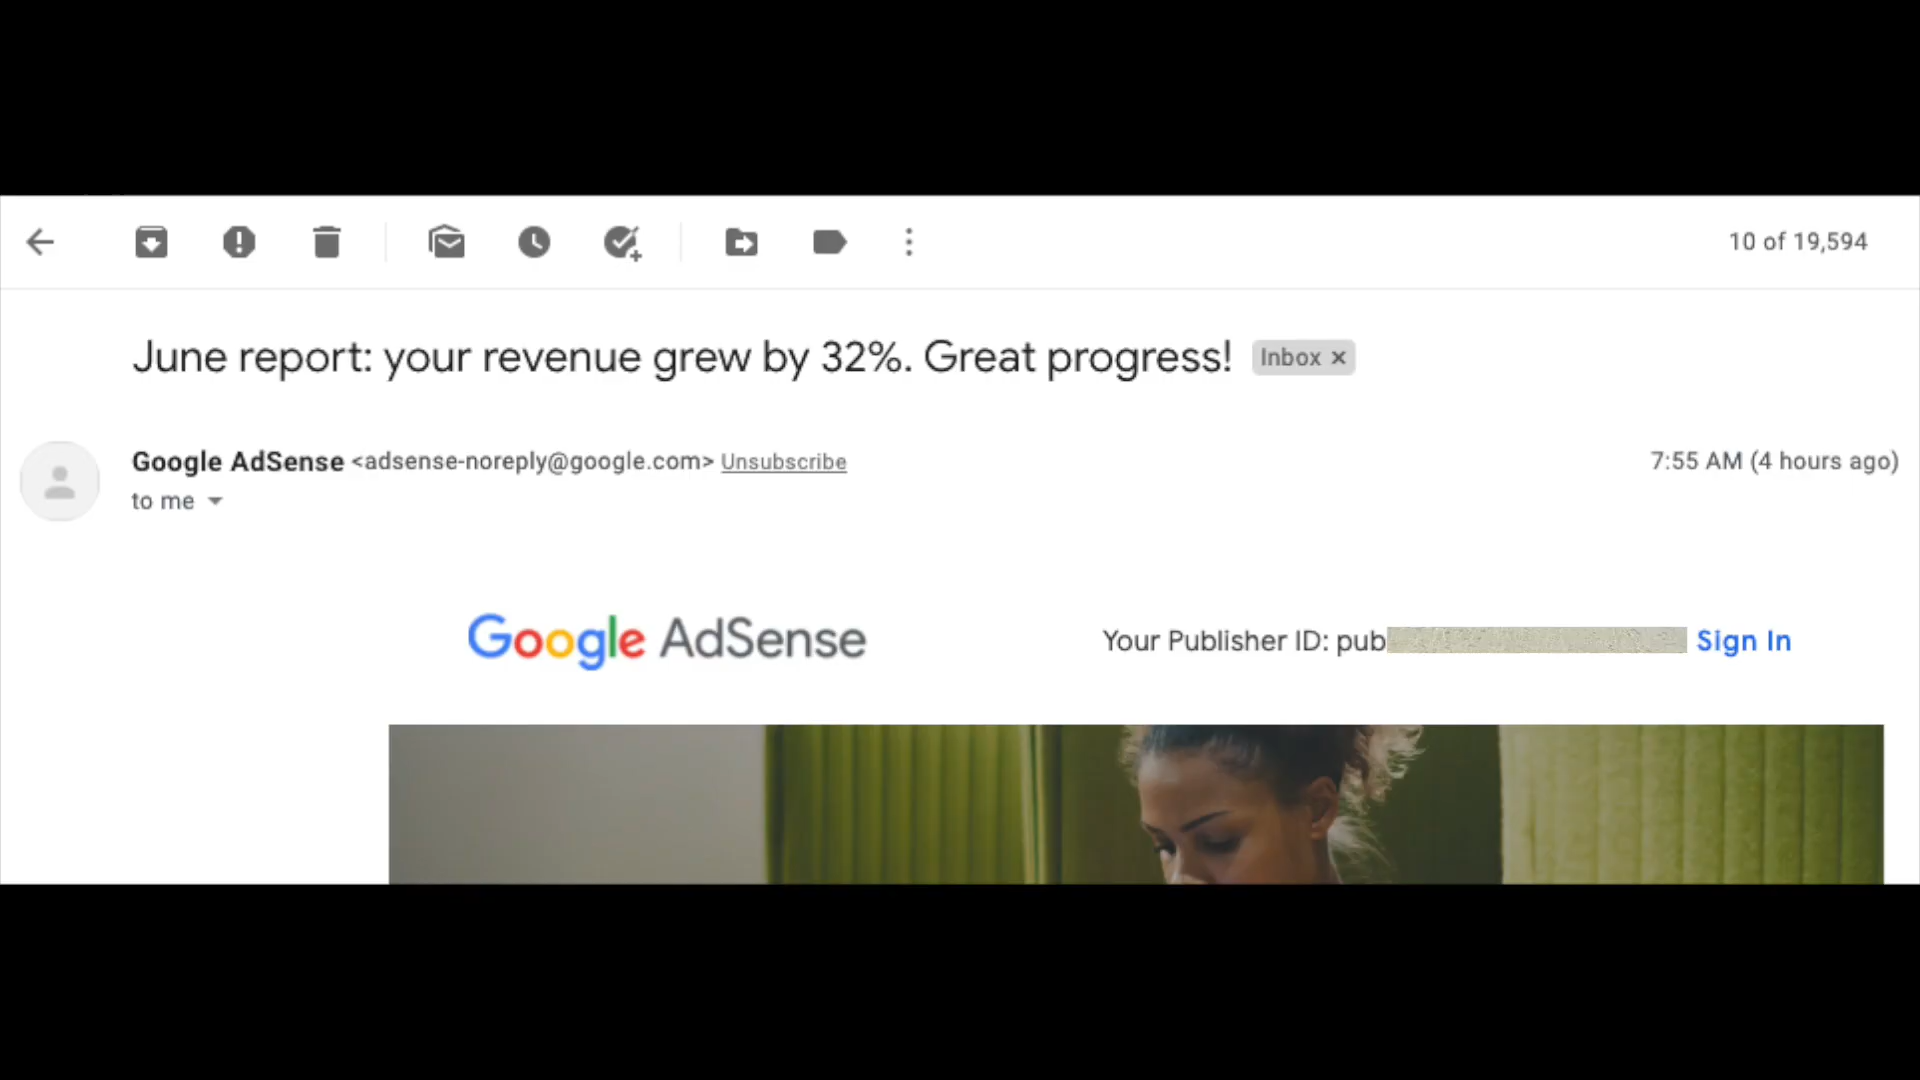 10 of 19,594
June report: your revenue grew by 32%. Great progress! Inbox ×
Google AdSense <adsense-noreply@google.com> Unsubscribe 7:55 AM (4 hours ago)
to me
Google AdSense Your Publisher ID: pub Sign In